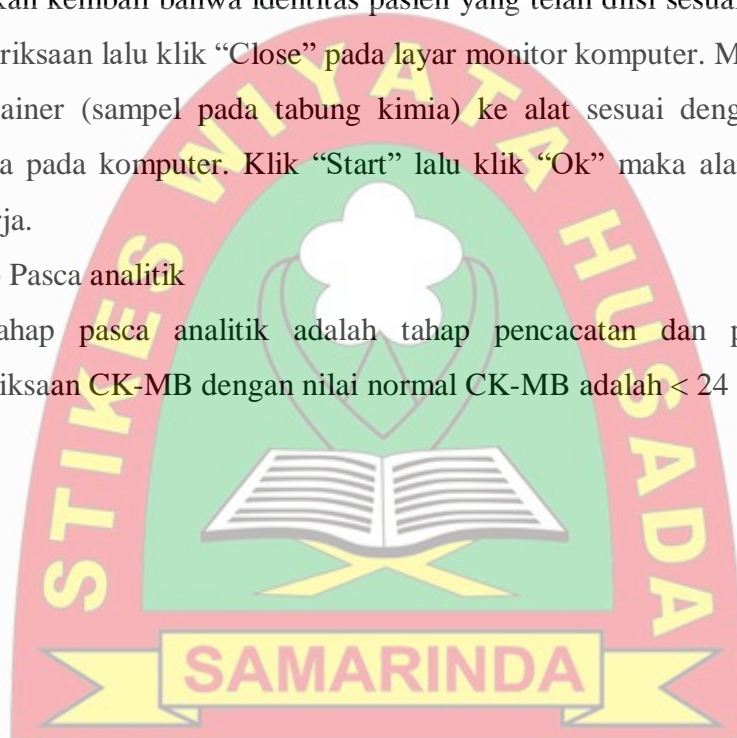 kan kembali bahwa identitas pasien yang telah diisi sesuai
riksaan lalu klik “Close” pada layar monitor komputer. M
ainer (sampel pada tabung kimia) ke alat sesuai deng
a pada komputer. Klik “Start” lalu klik “Ok” maka ala
rja.
Pasca analitik
ahap pasca analitik adalah tahap pencacatan dan p
iksaan CK-MB dengan nilai normal CK-MB adalah < 24
STIKES WIYATA HUSADA
SAMARINDA